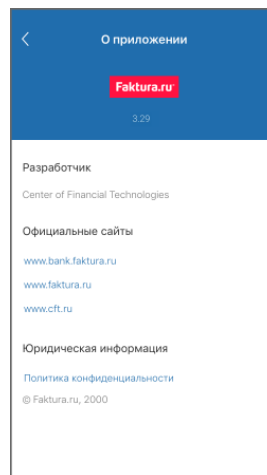 О приложении
Faktura.ru
3.29
Разработчик
Center of Financial Technologies
Официальные сайты
www.bank.faktura.ru
www.faktura.ru
www.cft.ru
Юридическая информация
Политика конфиденциальности
© Faktura.ru, 2000